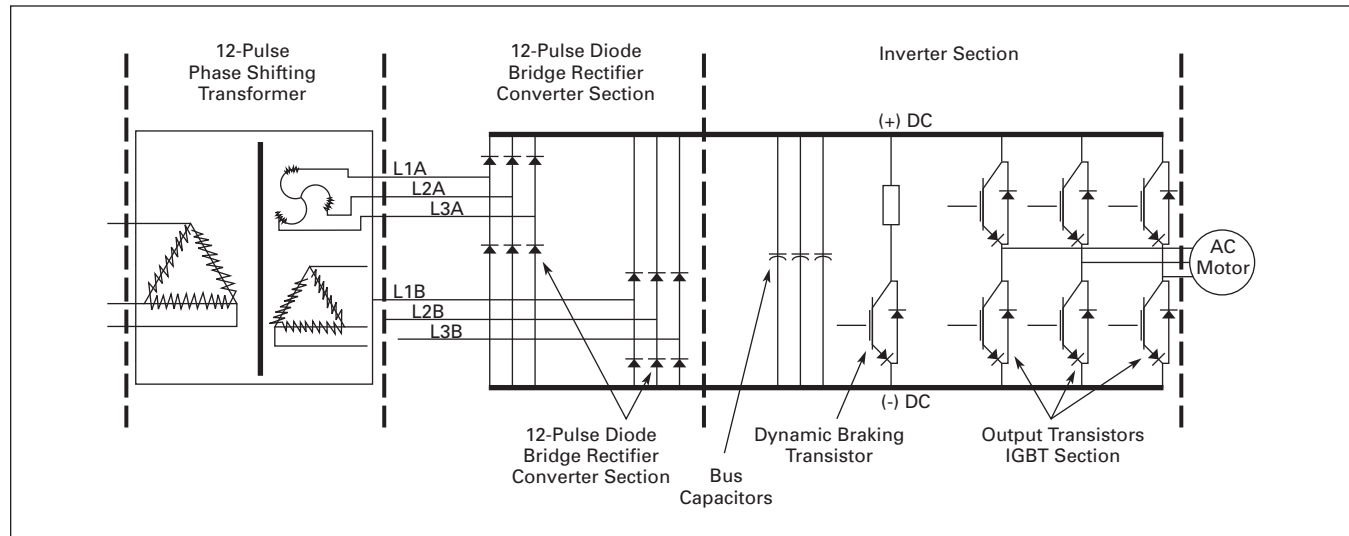 12-Pulse
Phase Shifting
Transformer
12-Pulse Diode
Bridge Rectifier
Converter Section
Inverter Section
(+) DC
L1A
L2A
L3A
L1B
L2B
L3B
AC
Motor
(-) DC
12-Pulse Diode
Bridge Rectifier
Converter Section
Bus
Capacitors
Dynamic Braking
Transistor
Output Transistors
IGBT Section